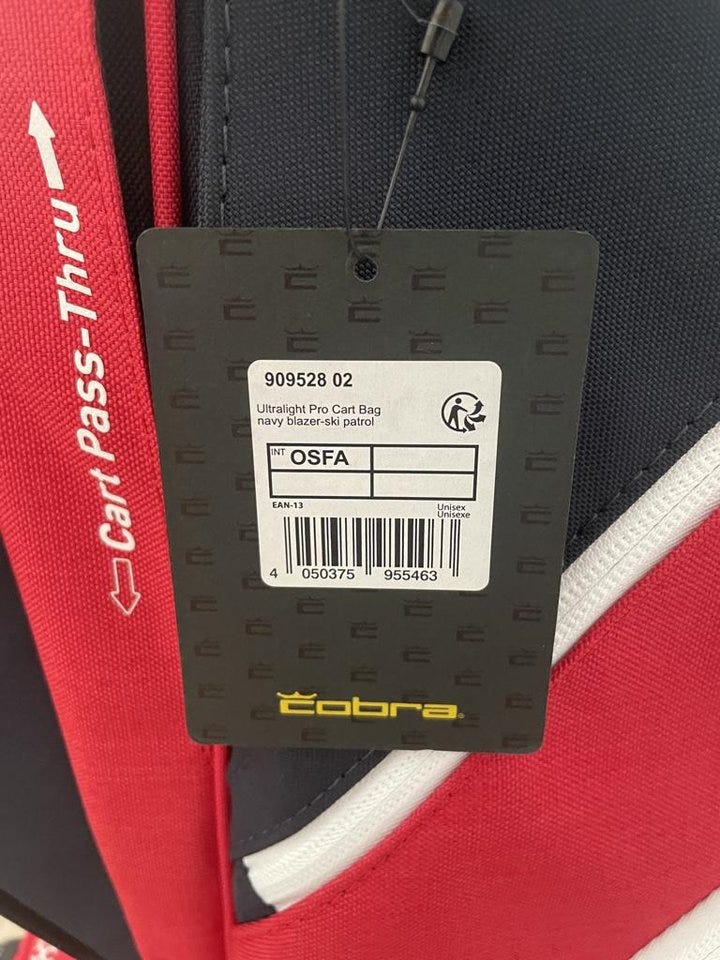 Cart Pass-Thru
909528 02
Ultralight Pro Cart Bag
navy blazer-ski patrol
INT OSFA
EAN-13
Unisex
Unisexe
4 050375 955463
cobra